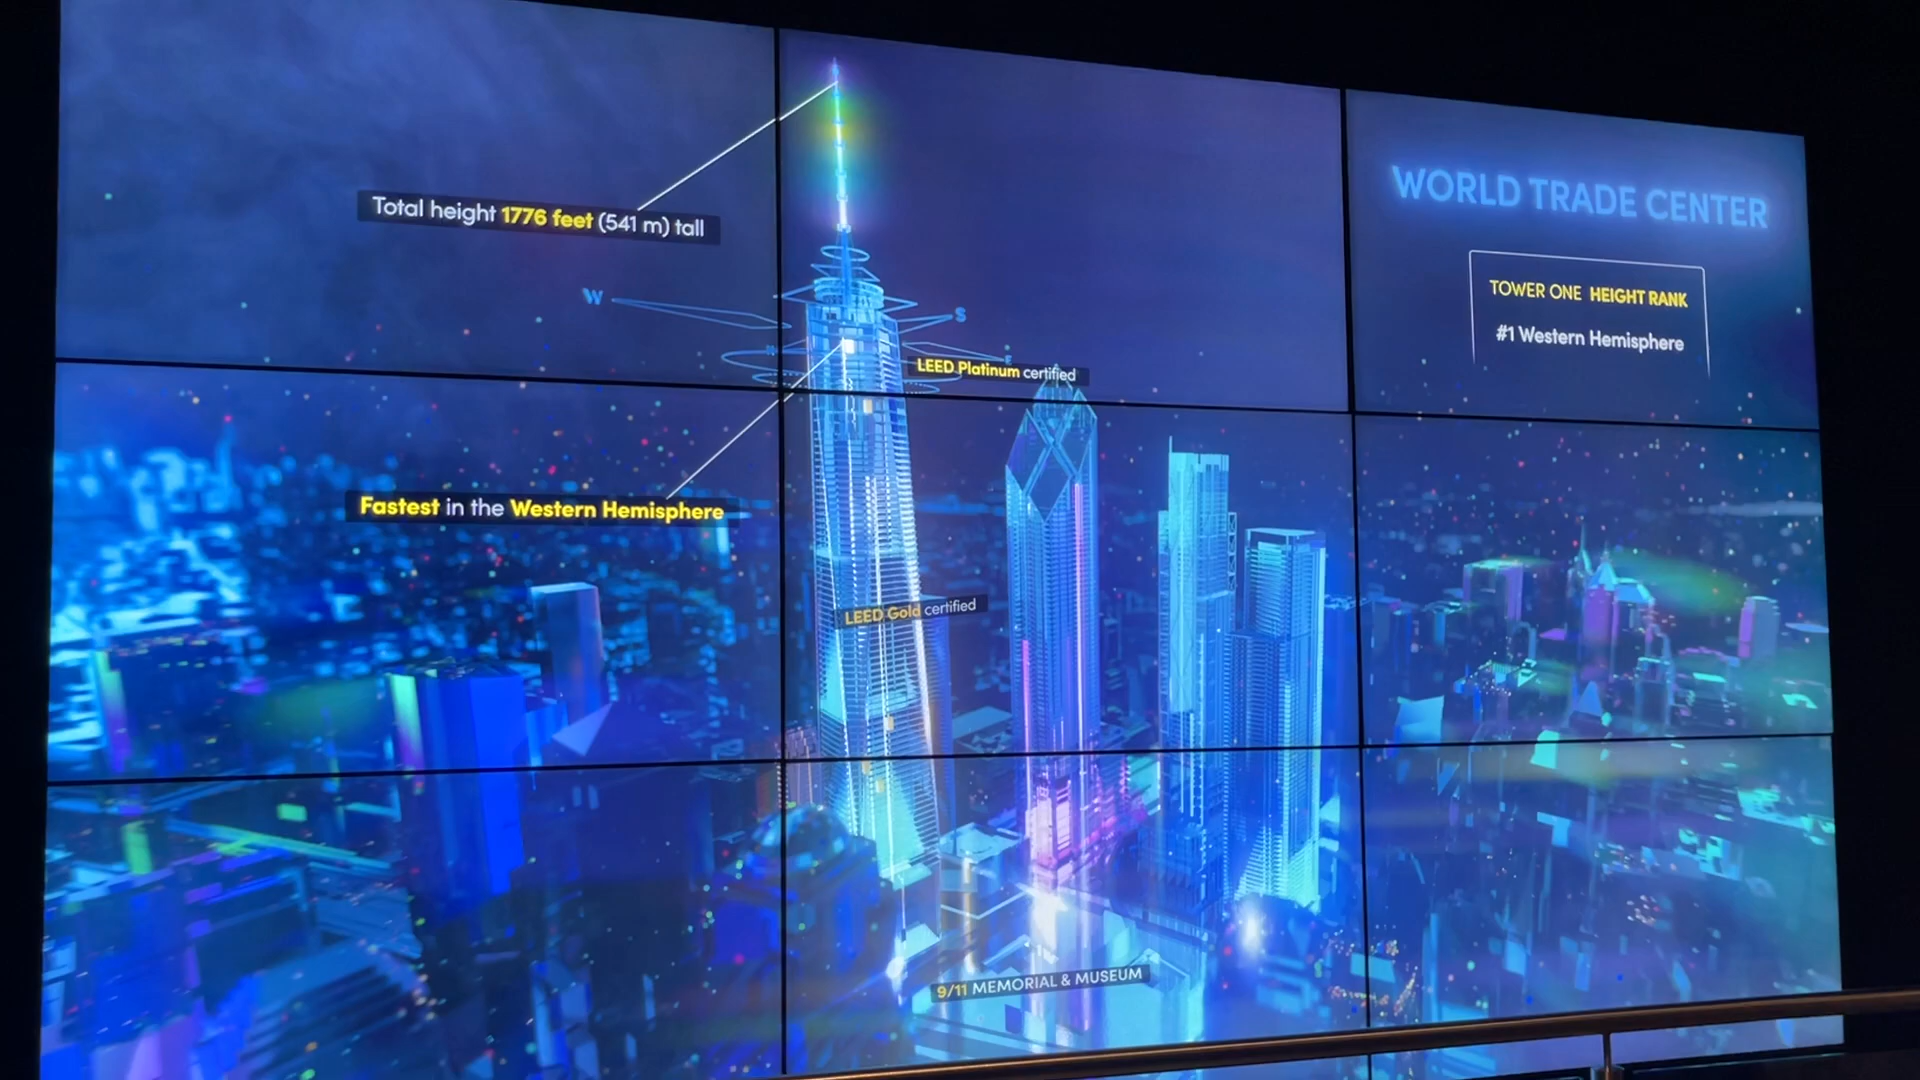 WORLD TRADE CENTER
TOWER ONE HEIGHT RANK
#1 Western Hemisphere
Total height 1776 feet (541 m) tall
W
S
E
LEED Platinum certified
Fastest in the Western Hemisphere
LEED Gold certified
9/11 MEMORIAL & MUSEUM